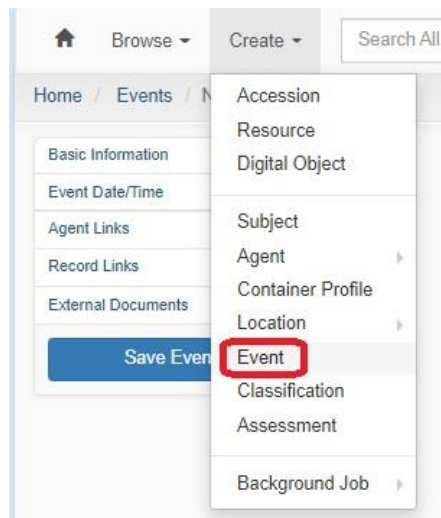 Browse Create Search All
Home / Events / N
Accession
Resource
Basic Information
Digital Object
Event Date/Time
Agent Links
Subject
Record Links
Agent
Container Profile
External Documents
Location
Save Even
Event
Classification
Assessment
Background Job